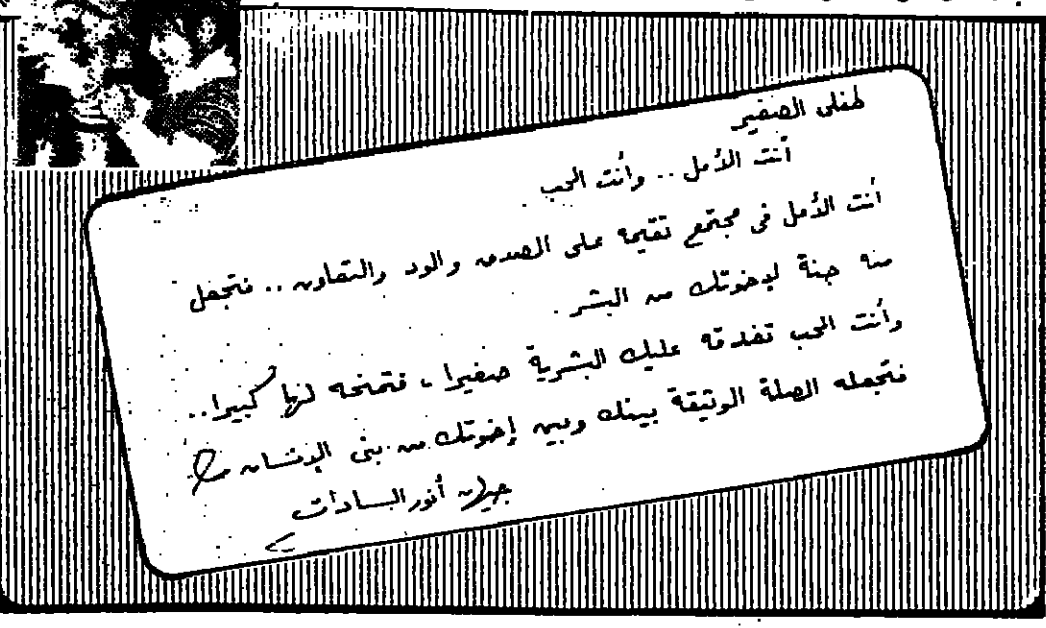 طفلى الصغير
أنت الأمل .. وأنت الحب
أنت الأمل فى مجتمع تقيمه على الصدق والود والتعاون .. فتجعل
منه جنة لإخوتك من البشر .
وأنت الحب تغدقه عليك البشرية صغيرا ، فتمنحه لها كبيرا ..
فتجعله الصلة الوثيقة بينك وبين إخوتك من بنى الإنسان
جيهان أنور السادات